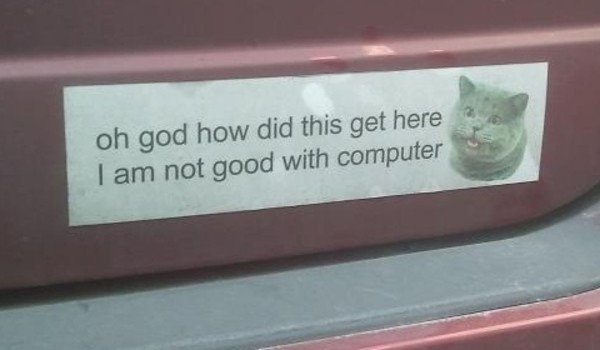 oh god how did this get here
I am not good with computer